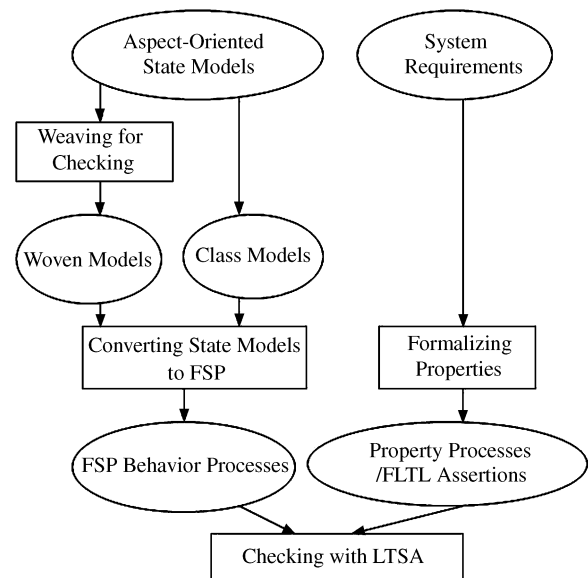 Aspect-Oriented
State Models
System
Requirements
Weaving for
Checking
Woven Models
Class Models
Converting State Models
to FSP
Formalizing
Properties
FSP Behavior Processes
Property Processes
/FLTL Assertions
Checking with LTSA